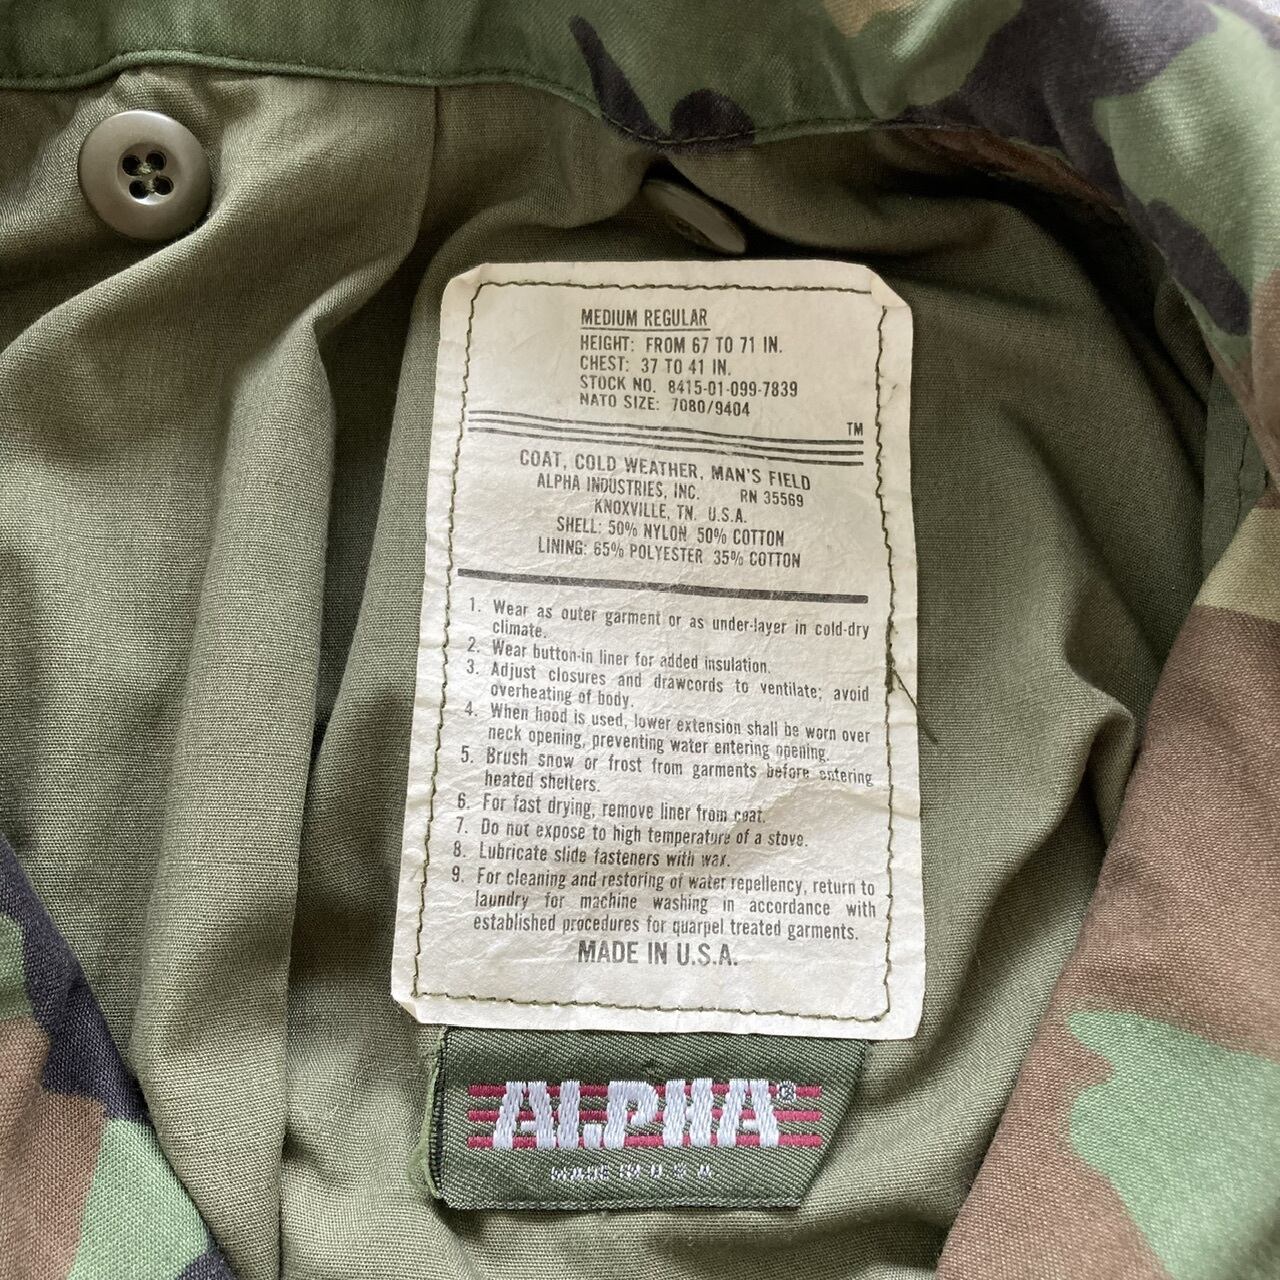 MEDIUM REGULAR
HEIGHT: FROM 67 TO 71 IN.
CHEST: 37 TO 41 IN.
STOCK NO. 8415-01-099-7839
NATO SIZE: 7080/9404
TM
COAT, COLD WEATHER, MAN'S FIELD
ALPHA INDUSTRIES, INC. RN 35569
KNOXVILLE, TN. U.S.A.
SHELL: 50% NYLON 50% COTTON
LINING: 65% POLYESTER 35% COTTON
1. Wear as outer garment or as under-layer in cold-dry
climate.
2. Wear button-in liner for added insulation.
3. Adjust closures and drawcords to ventilate; avoid
overheating of body.
4. When hood is used, lower extension shall be worn over
neck opening, preventing water entering opening.
5. Brush snow or frost from garments before entering
heated shelters.
6. For fast drying, remove liner from coat.
7. Do not expose to high temperature of a stove.
8. Lubricate slide fasteners with wax.
9. For cleaning and restoring of water repellency, return to
laundry for machine washing in accordance with
established procedures for quarpel treated garments.
MADE IN U.S.A.
ALPHA®
MADE IN U.S.A